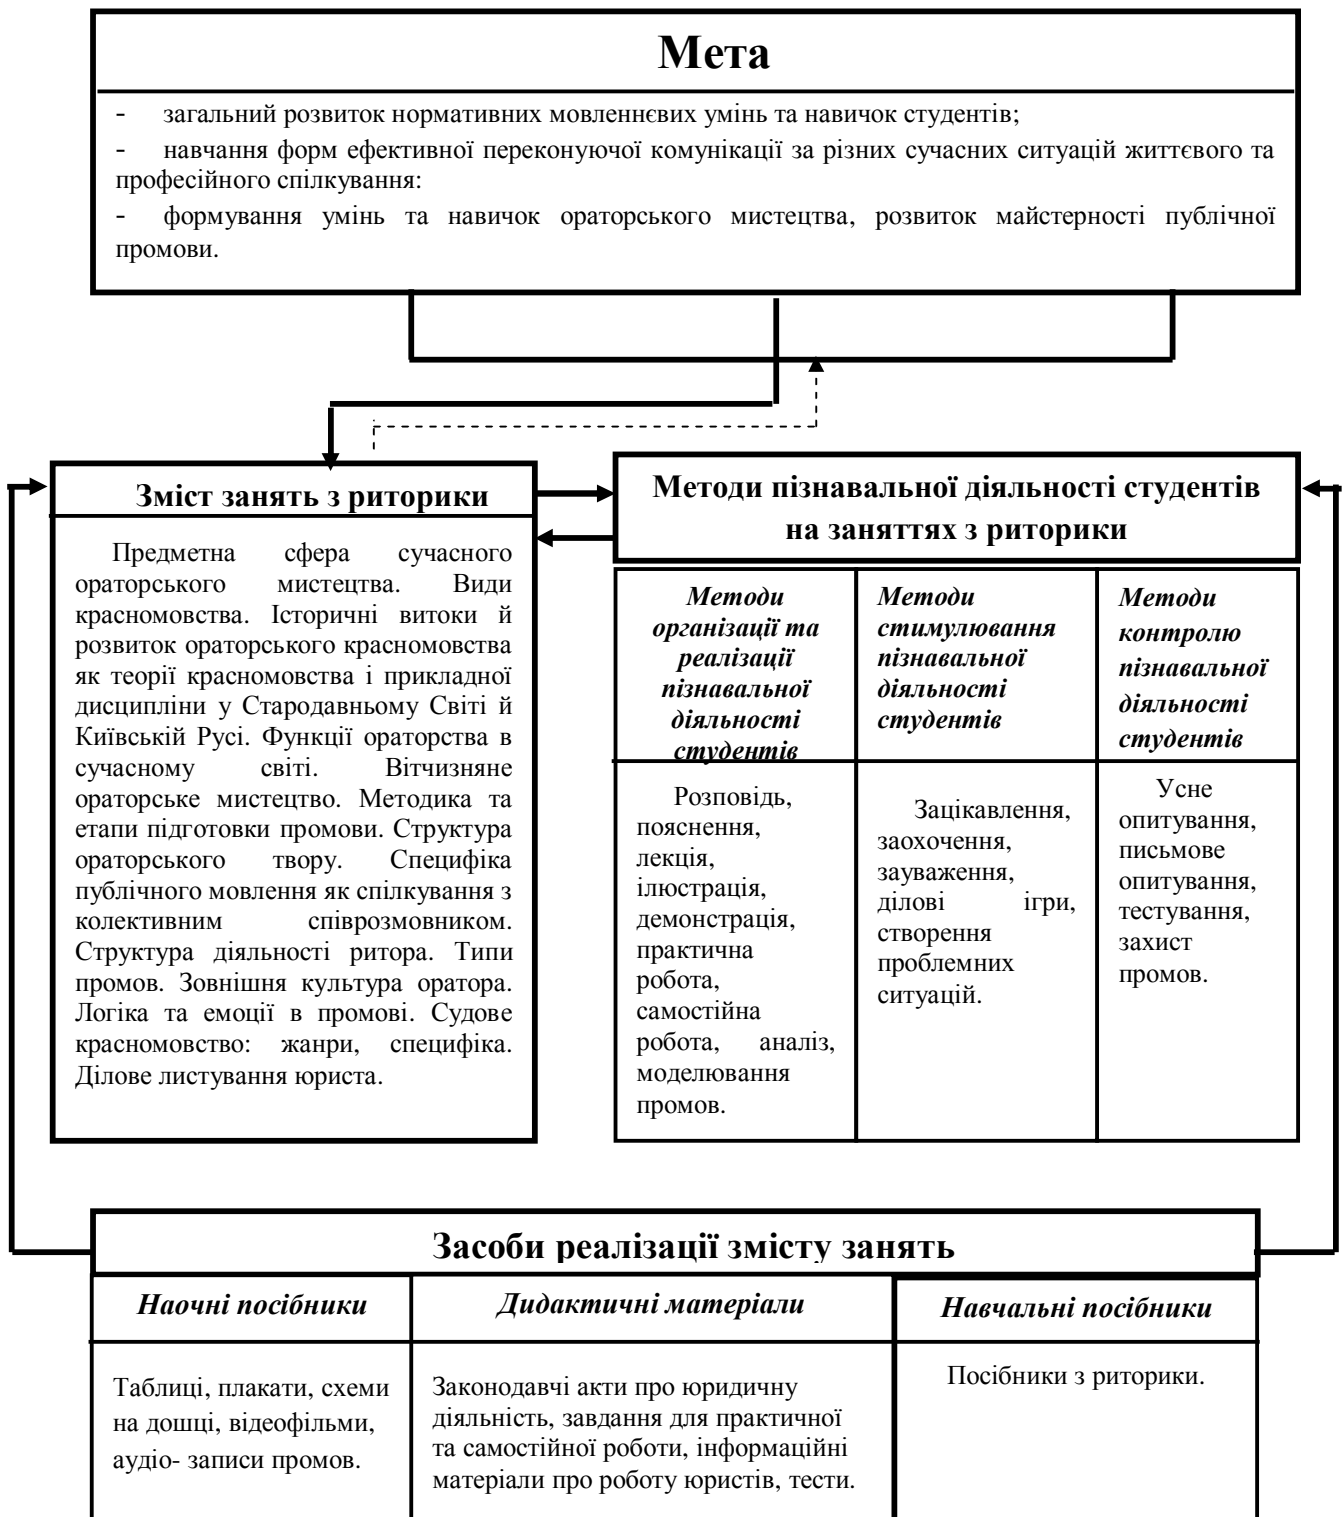 Мета
- загальний розвиток нормативних мовленнєвих умінь та навичок студентів;
- навчання форм ефективної переконуючої комунікації за різних сучасних ситуацій життєвого та
професійного спілкування:
- формування умінь та навичок ораторського мистецтва, розвиток майстерності публічної
промови.
Зміст занять з риторики
Предметна сфера сучасного
ораторського мистецтва. Види
красномовства. Історичні витоки й
розвиток ораторського красномовства
як теорії красномовства і прикладної
дисципліни у Стародавньому Світі й
Київській Русі. Функції ораторства в
сучасному світі. Вітчизняне
ораторське мистецтво. Методика та
етапи підготовки промови. Структура
ораторського твору. Специфіка
публічного мовлення як спілкування з
колективним співрозмовником.
Структура діяльності ритора. Типи
промов. Зовнішня культура оратора.
Логіка та емоції в промові. Судове
красномовство: жанри, специфіка.
Ділове листування юриста.
Методи пізнавальної діяльності студентів
на заняттях з риторики
Методи
організації та
реалізації
пізнавальної
діяльності
студентів
Розповідь,
пояснення,
лекція,
ілюстрація,
демонстрація,
практична
робота,
самостійна
робота, аналіз,
моделювання
промов.
Методи
стимулювання
пізнавальної
діяльності
студентів
Зацікавлення,
заохочення,
зауваження,
ділові ігри,
створення
проблемних
ситуацій.
Методи
контролю
пізнавальної
діяльності
студентів
Усне
опитування,
письмове
опитування,
тестування,
захист
промов.
Засоби реалізації змісту занять
Наочні посібники
Таблиці, плакати, схеми
на дошці, відеофільми,
аудіо- записи промов.
Дидактичні матеріали
Законодавчі акти про юридичну
діяльність, завдання для практичної
та самостійної роботи, інформаційні
матеріали про роботу юристів, тести.
Навчальні посібники
Посібники з риторики.